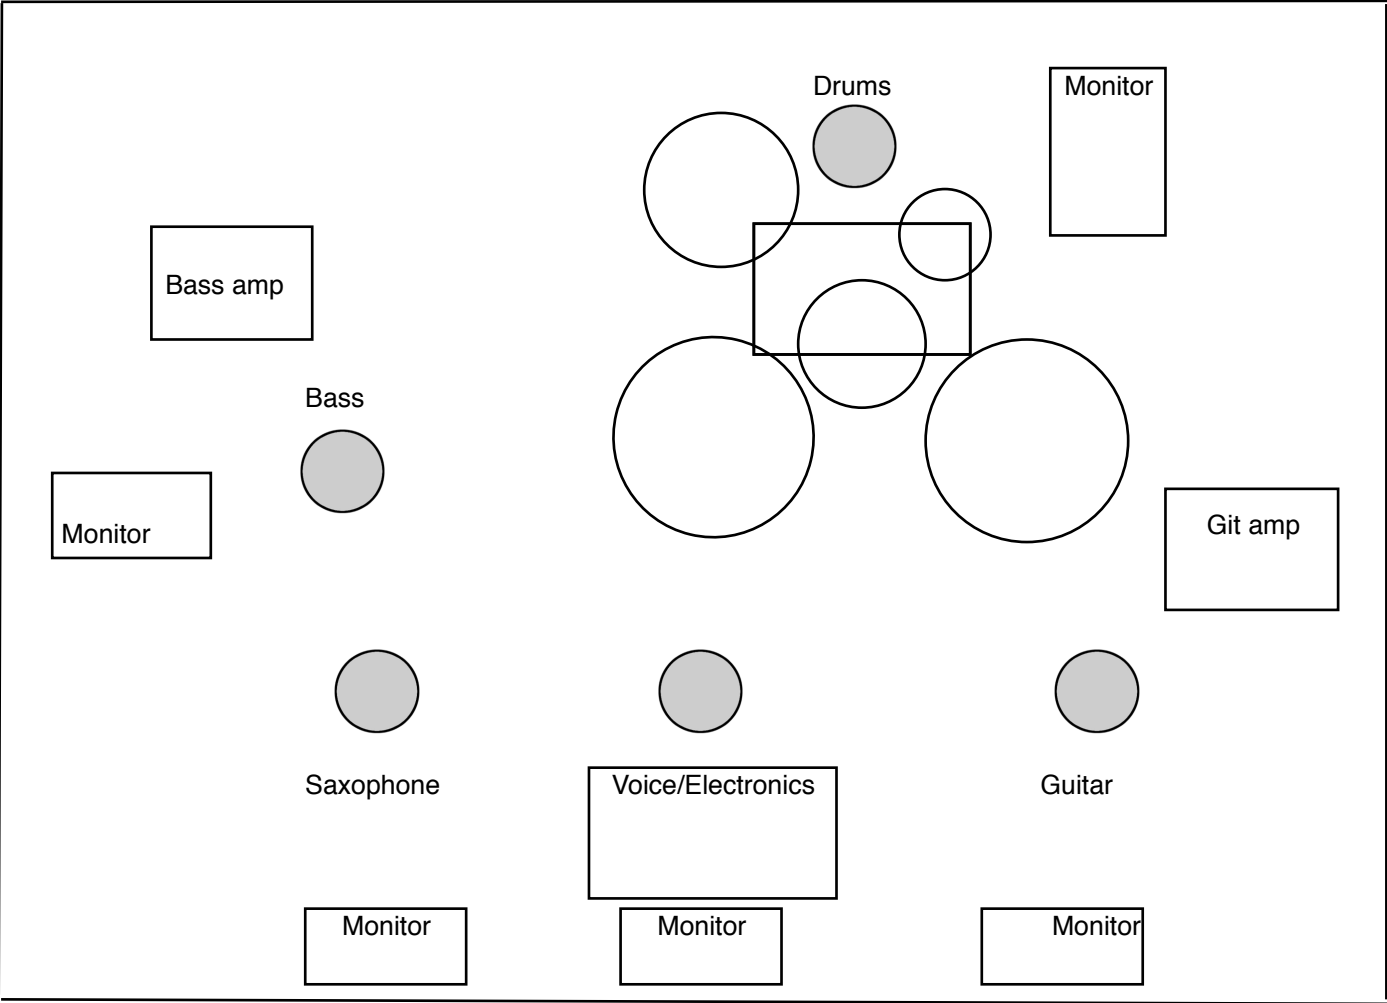 Drums
Monitor
Bass amp
Bass
Monitor
Git amp
Saxophone
Voice/Electronics
Guitar
Monitor
Monitor
Monitor